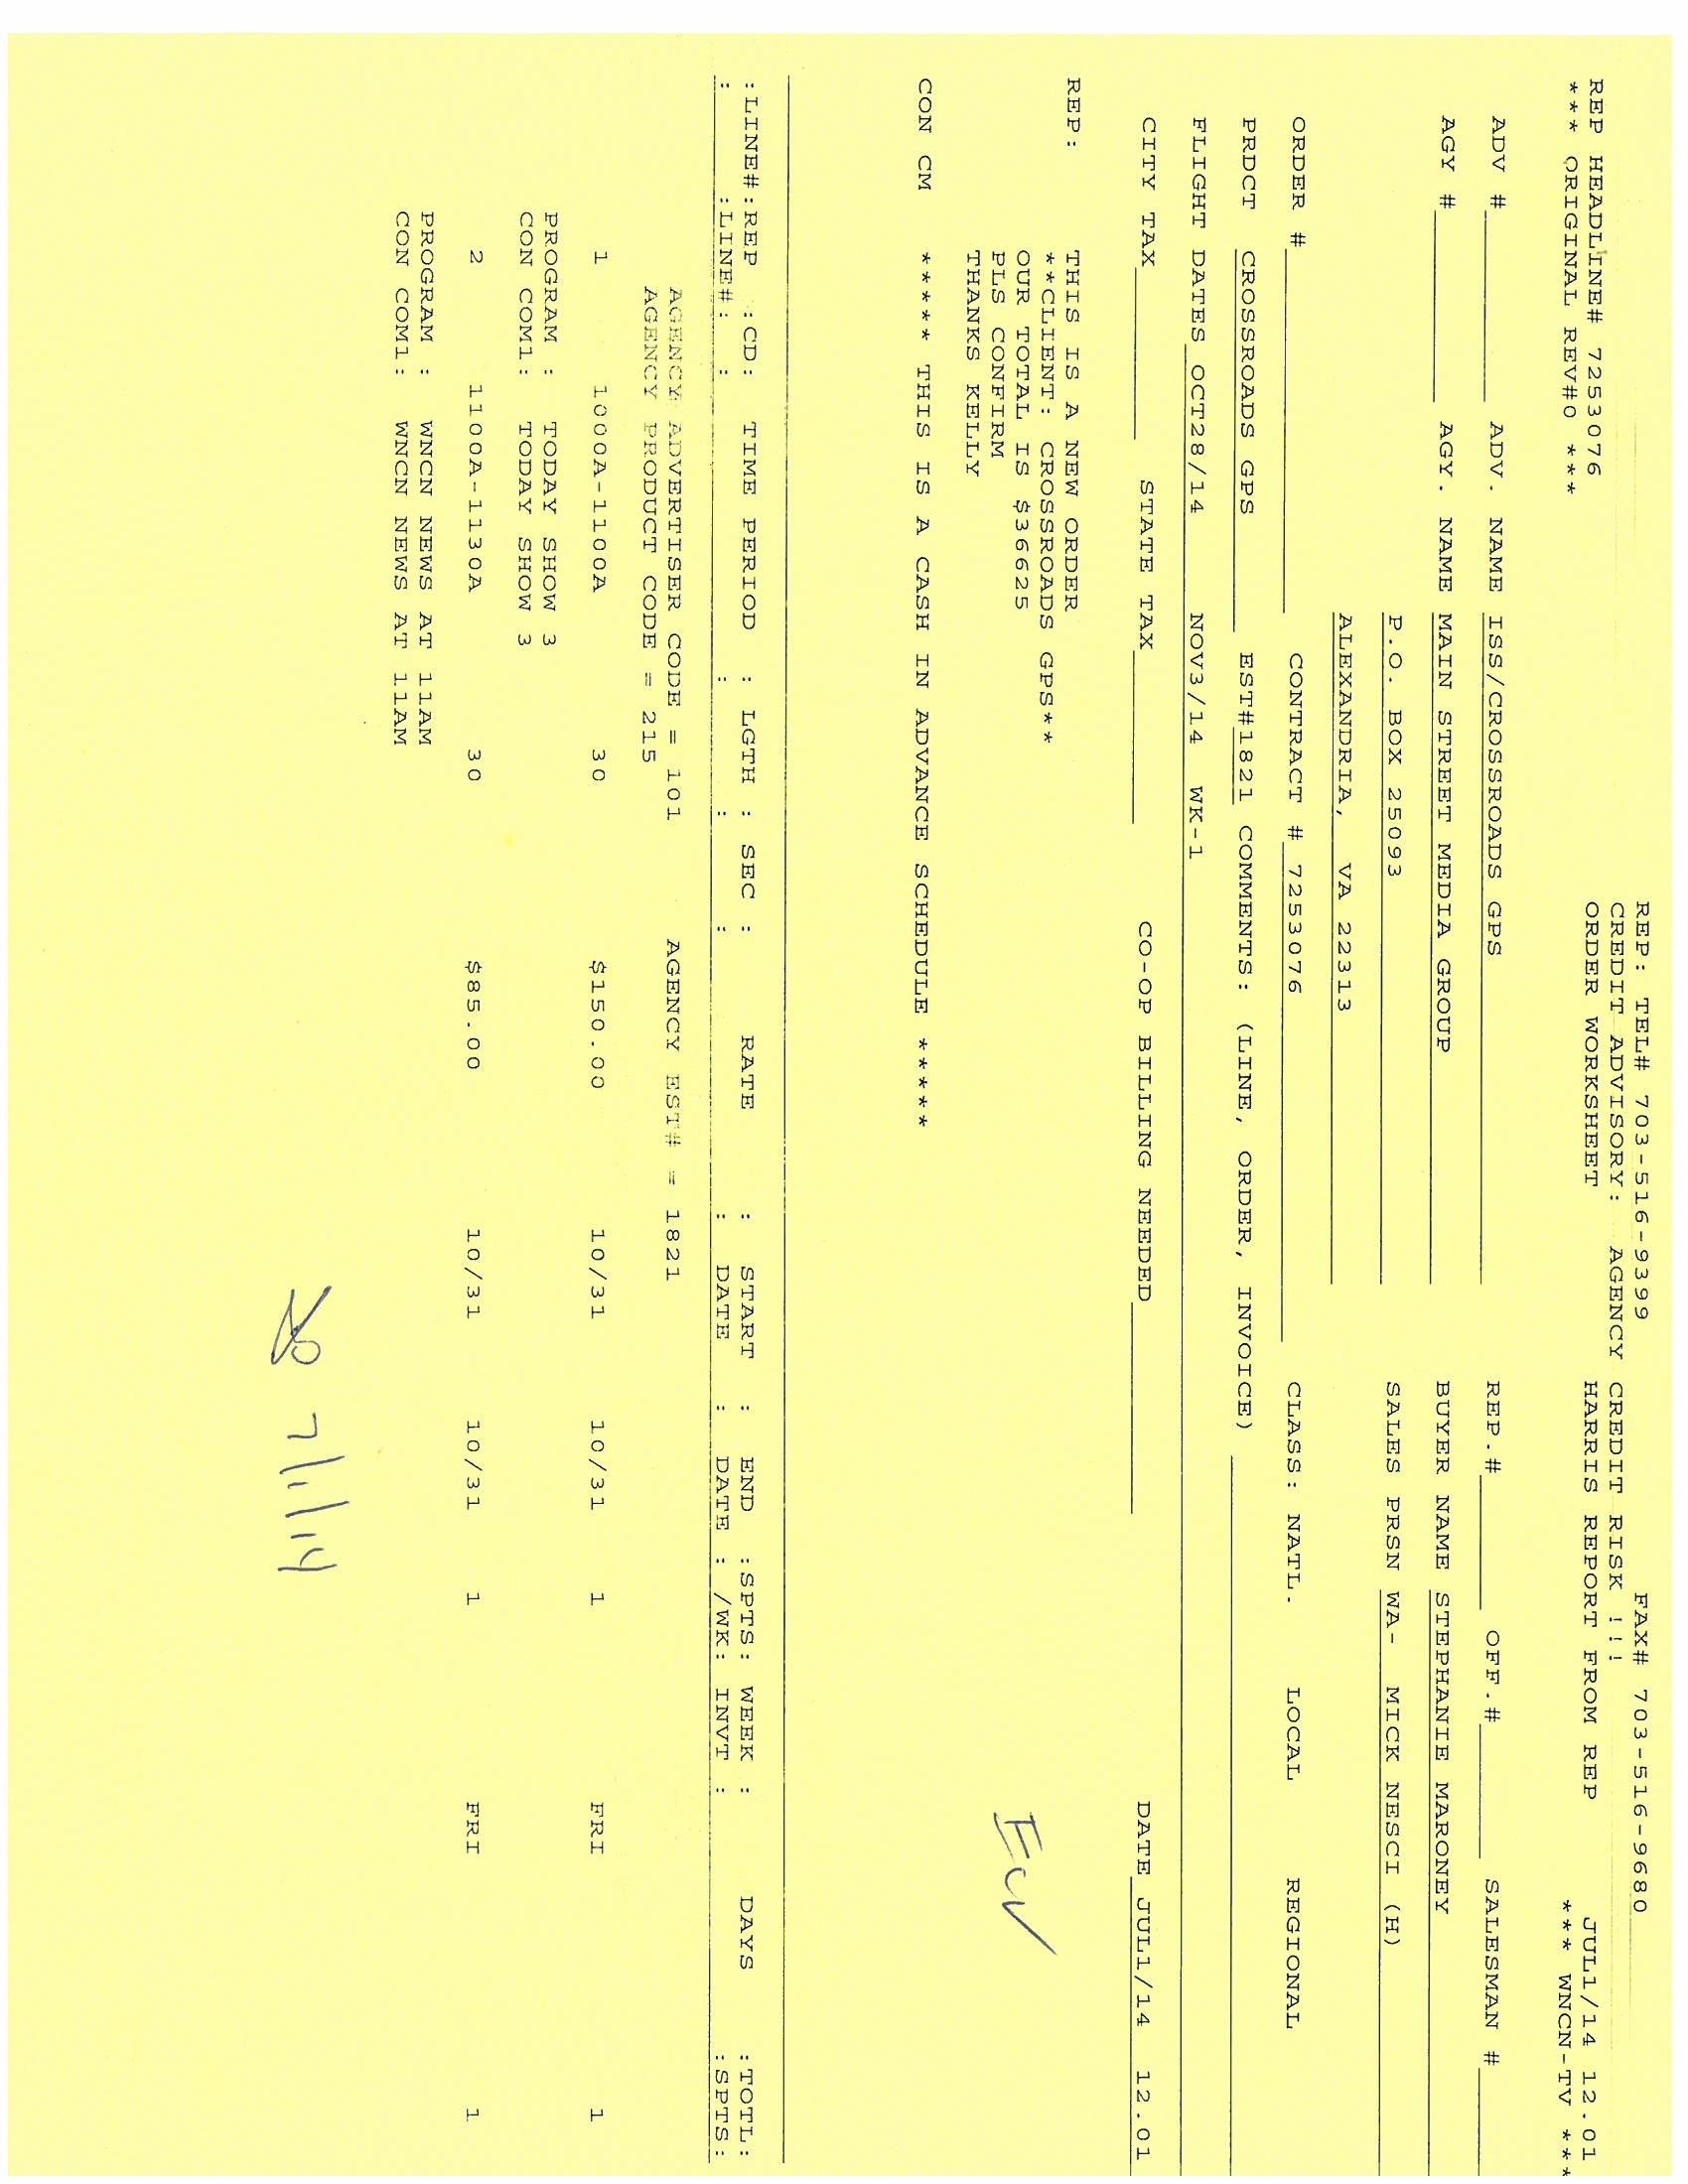 REP: TEL# 703-516-9399 FAX# 703-516-9680
CREDIT ADVISORY: AGENCY CREDIT RISK !!! JUL1/14 12.01
REP HEADLINE# 7253076 ORDER WORKSHEET HARRIS REPORT FROM REP *** WNCN-TV **
*** ORIGINAL REV#0 ***
ADV # ADV. NAME ISS/CROSSROADS GPS REP.# OFF.# SALESMAN #
AGY # AGY. NAME MAIN STREET MEDIA GROUP BUYER NAME STEPHANIE MARONEY
P.O. BOX 25093 SALES PRSN WA- MICK NESCI (H)
ALEXANDRIA, VA 22313
ORDER # CONTRACT # 7253076 CLASS: NATL. LOCAL REGIONAL
PRDCT CROSSROADS GPS EST#1821 COMMENTS: (LINE, ORDER, INVOICE)
FLIGHT DATES OCT28/14 NOV3/14 WK-1
CITY TAX STATE TAX CO-OP BILLING NEEDED DATE JUL1/14 12.01
REP: THIS IS A NEW ORDER
**CLIENT: CROSSROADS GPS**
OUR TOTAL IS $36625
PLS CONFIRM
THANKS KELLY
CON CM ***** THIS IS A CASH IN ADVANCE SCHEDULE *****
:LINE#:REP :CD: TIME PERIOD : LGTH : SEC : RATE : START : END :SPTS: WEEK : DAYS :TOTL:
: :LINE#: : : : : : DATE : DATE : /WK: INVT : :SPTS:
AGENCY ADVERTISER CODE = 101 AGENCY EST# = 1821
AGENCY PRODUCT CODE = 215
1 1000A-1100A 30 $150.00 10/31 10/31 1 FRI 1
PROGRAM : TODAY SHOW 3
CON COM1: TODAY SHOW 3
2 1100A-1130A 30 $85.00 10/31 10/31 1 FRI 1
PROGRAM : WNCN NEWS AT 11AM
CON COM1: WNCN NEWS AT 11AM
7/1/14